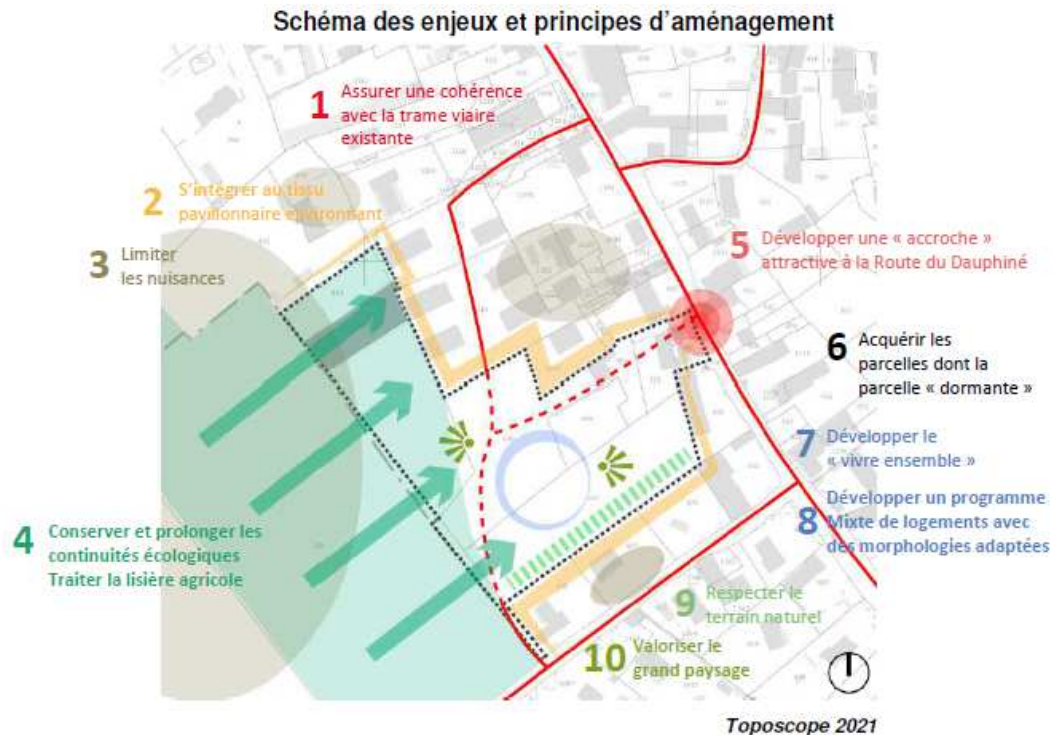 Schéma des enjeux et principes d'aménagement
1 Assurer une cohérence
avec la trame viaire
existante
2 S'intégrer au tissu
pavillonnaire environnant
3 Limiter
les nuisances
5 Développer une « accroche »
attractive à la Route du Dauphiné
6 Acquérir les
parcelles dont la
parcelle « dormante »
7 Développer le
« vivre ensemble »
8 Développer un programme
Mixte de logements avec
des morphologies adaptées
4 Conserver et prolonger les
continuités écologiques
Traiter la lisière agricole
9 Respecter le
terrain naturel
10 Valoriser le
grand paysage
Toposcope 2021